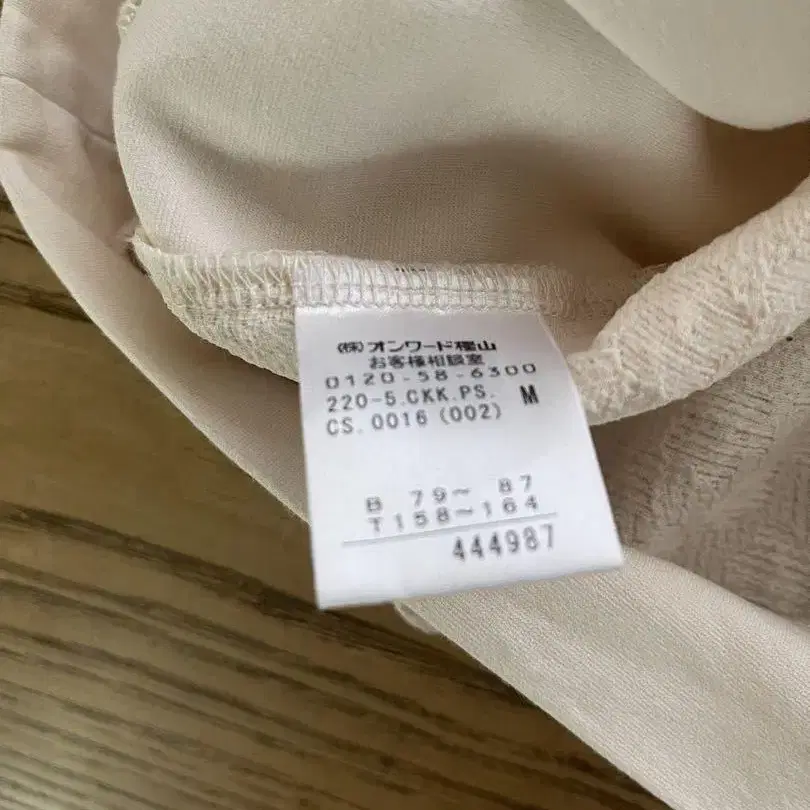 (株)オンワード樫山
お客様相談室
0120-58-6300
220-5.CKK.PS. M
CS.0016(002)
B 79〜 87
T158〜164
444987